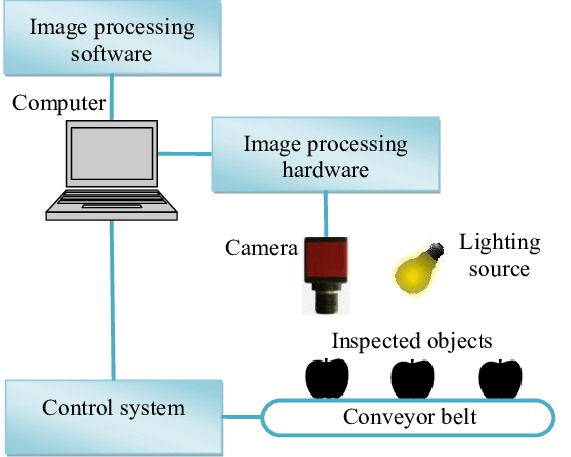 Image processing
software
Computer
Image processing
hardware
Camera
Lighting
source
Inspected objects
Control system
Conveyor belt